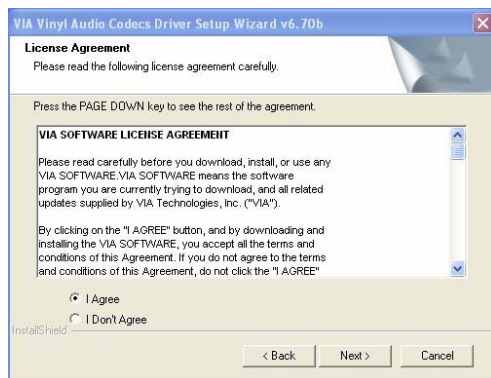 VIA Vinyl Audio Codecs Driver Setup Wizard v6.70b
License Agreement
Please read the following license agreement carefully.
Press the PAGE DOWN key to see the rest of the agreement.
VIA SOFTWARE LICENSE AGREEMENT
Please read carefully before you download, install, or use any
VIA SOFTWARE.VIA SOFTWARE means the software
program you are currently trying to download, and all related
updates supplied by VIA Technologies, Inc. ("VIA").
By clicking on the "I AGREE" button, and by downloading and
installing the VIA SOFTWARE, you accept all the terms and
conditions of this Agreement. If you do not agree to the terms
and conditions of this Agreement, do not click the "I AGREE"
I Agree
I Don't Agree
InstallShield
< Back Next > Cancel